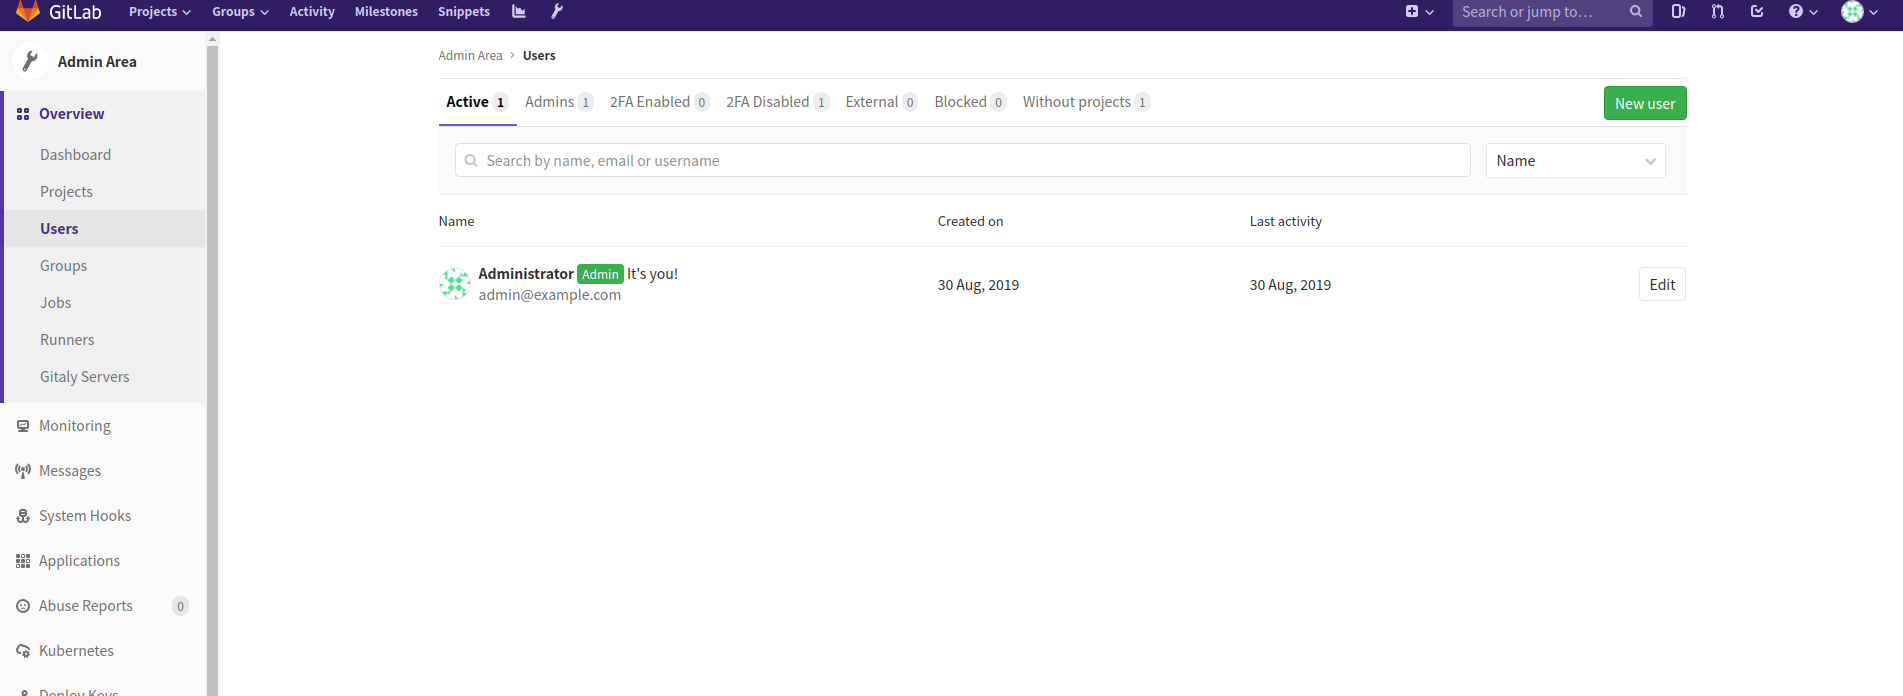 GitLab Projects Groups Activity Milestones Snippets Search or jump to…
Admin Area
Overview
Dashboard
Projects
Users
Groups
Jobs
Runners
Gitaly Servers
Monitoring
Messages
System Hooks
Applications
Abuse Reports 0
Kubernetes
Deploy Keys
Admin Area › Users
Active 1 Admins 1 2FA Enabled 0 2FA Disabled 1 External 0 Blocked 0 Without projects 1 New user
Search by name, email or username Name
Name Created on Last activity
Administrator Admin It's you!
admin@example.com 30 Aug, 2019 30 Aug, 2019 Edit